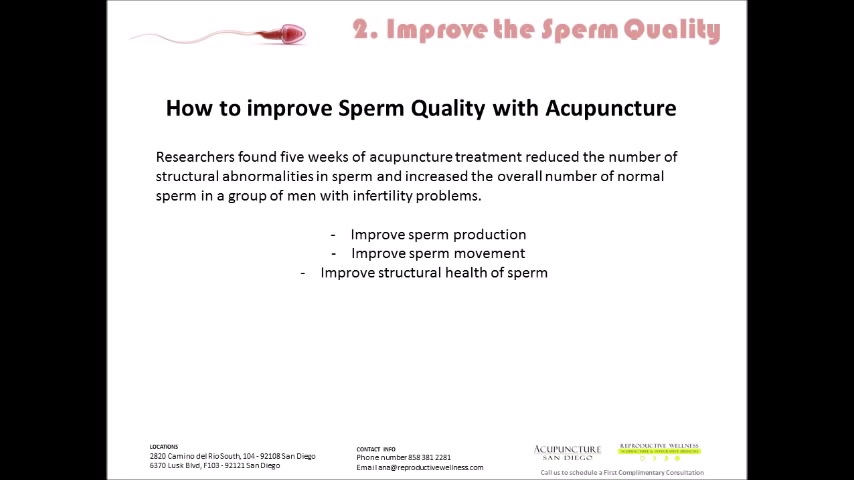 2. Improve the Sperm Quality
How to improve Sperm Quality with Acupuncture
Researchers found five weeks of acupuncture treatment reduced the number of
structural abnormalities in sperm and increased the overall number of normal
sperm in a group of men with infertility problems.
- Improve sperm production
- Improve sperm movement
- Improve structural health of sperm
LOCATIONS
2820 Camino del Rio South, 104 - 92108 San Diego
6370 Lusk Blvd, F103 - 92121 San Diego
CONTACT INFO
Phone number 858 381 2281
Email ana@reproductivewellness.com
ACUPUNCTURE
SAN DIEGO
REPRODUCTIVE WELLNESS
Call us to schedule a First Complimentary Consultation